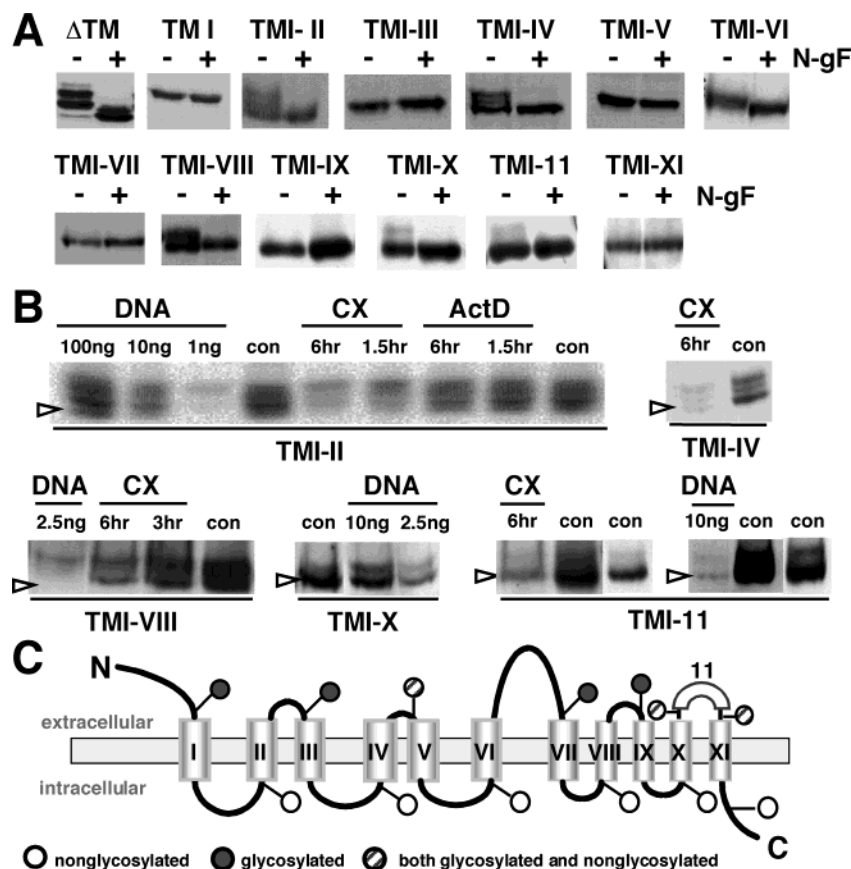 A
ΔTM TM I TMI- II TMI-III TMI-IV TMI-V TMI-VI
- + - + - + - + - + - + - + N-gF
TMI-VII TMI-VIII TMI-IX TMI-X TMI-11 TMI-XI
- + - + - + - + - + - + N-gF
B
DNA CX ActD CX
100ng 10ng 1ng con 6hr 1.5hr 6hr 1.5hr con 6hr con
TMI-II TMI-IV
DNA CX DNA CX DNA
2.5ng 6hr 3hr con con 10ng 2.5ng 6hr con con 10ng con con
TMI-VIII TMI-X TMI-11
C
N 11
extracellular
I II III IV V VI VII VIII IX X XI
intracellular
C
nonglycosylated glycosylated both glycosylated and nonglycosylated